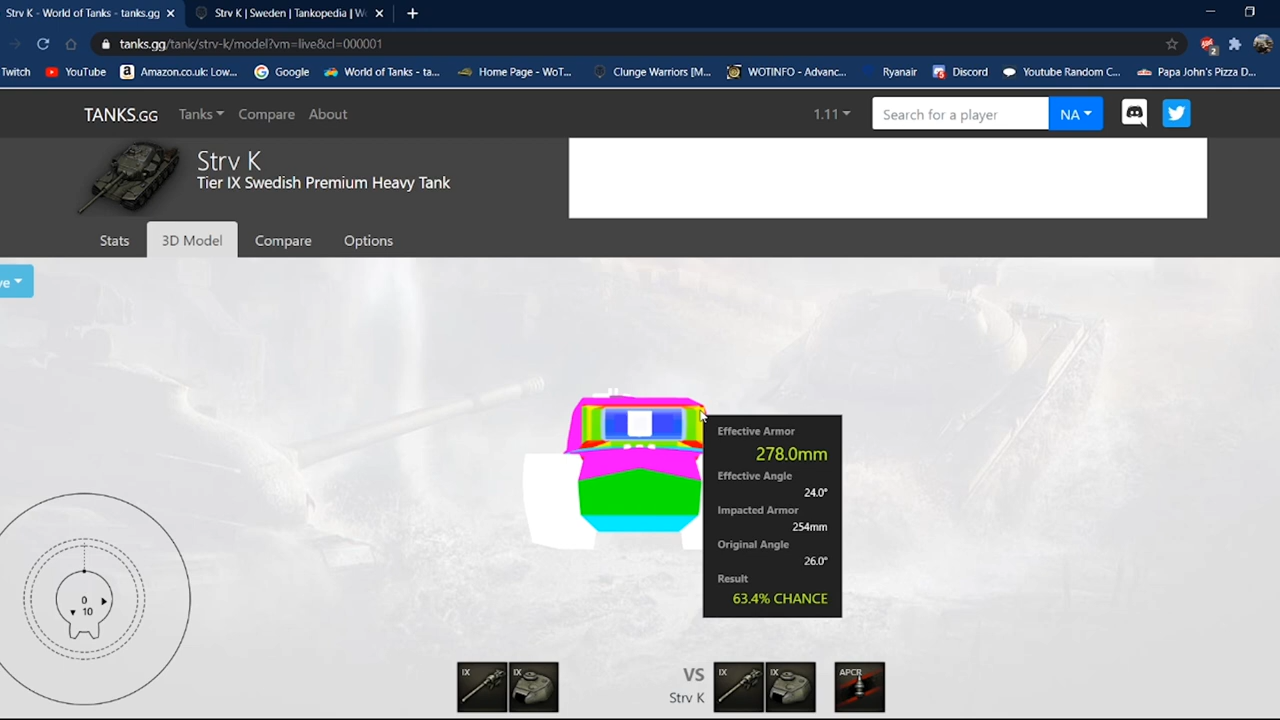 Strv K - World of Tanks - tanks.gg
Strv K | Sweden | Tankopedia | W
tanks.gg/tank/strv-k/model?vm=live&cl=000001
2
Twitch
YouTube
Amazon.co.uk: Low...
Google
World of Tanks - ta...
Home Page - WoT...
Clunge Warriors [M...
WOTINFO - Advanc...
Ryanair
Discord
Youtube Random C...
Papa John's Pizza D...
TANKS.GG
Tanks
Compare
About
1.11
Search for a player
NA
Strv K
Tier IX Swedish Premium Heavy Tank
Stats
3D Model
Compare
Options
ve
Effective Armor
278.0mm
Effective Angle
24.0°
Impacted Armor
254mm
Original Angle
26.0°
Result
63.4% CHANCE
0
10
IX
IX
VS
Strv K
IX
IX
APCR